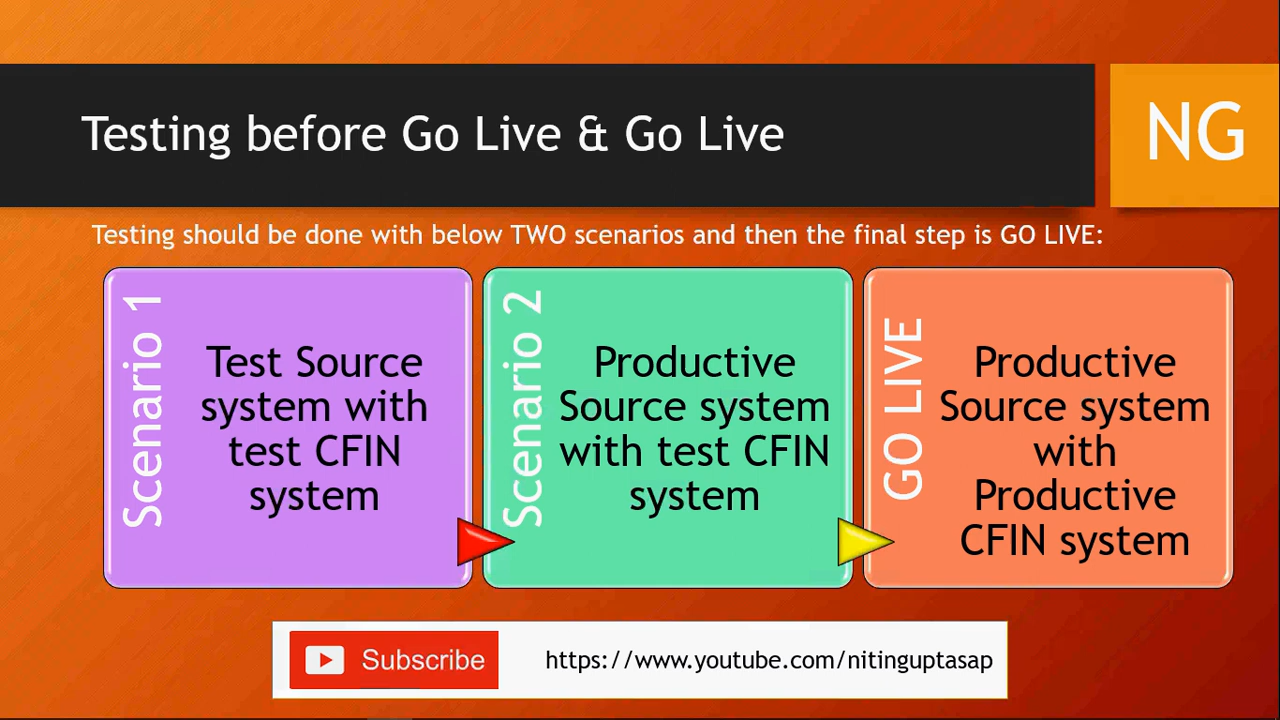 Testing before Go Live & Go Live
NG
Testing should be done with below TWO scenarios and then the final step is GO LIVE:
Scenario 1
Test Source
system with
test CFIN
system
Scenario 2
Productive
Source system
with test CFIN
system
GO LIVE
Productive
Source system
with
Productive
CFIN system
Subscribe
https://www.youtube.com/nitinguptasap